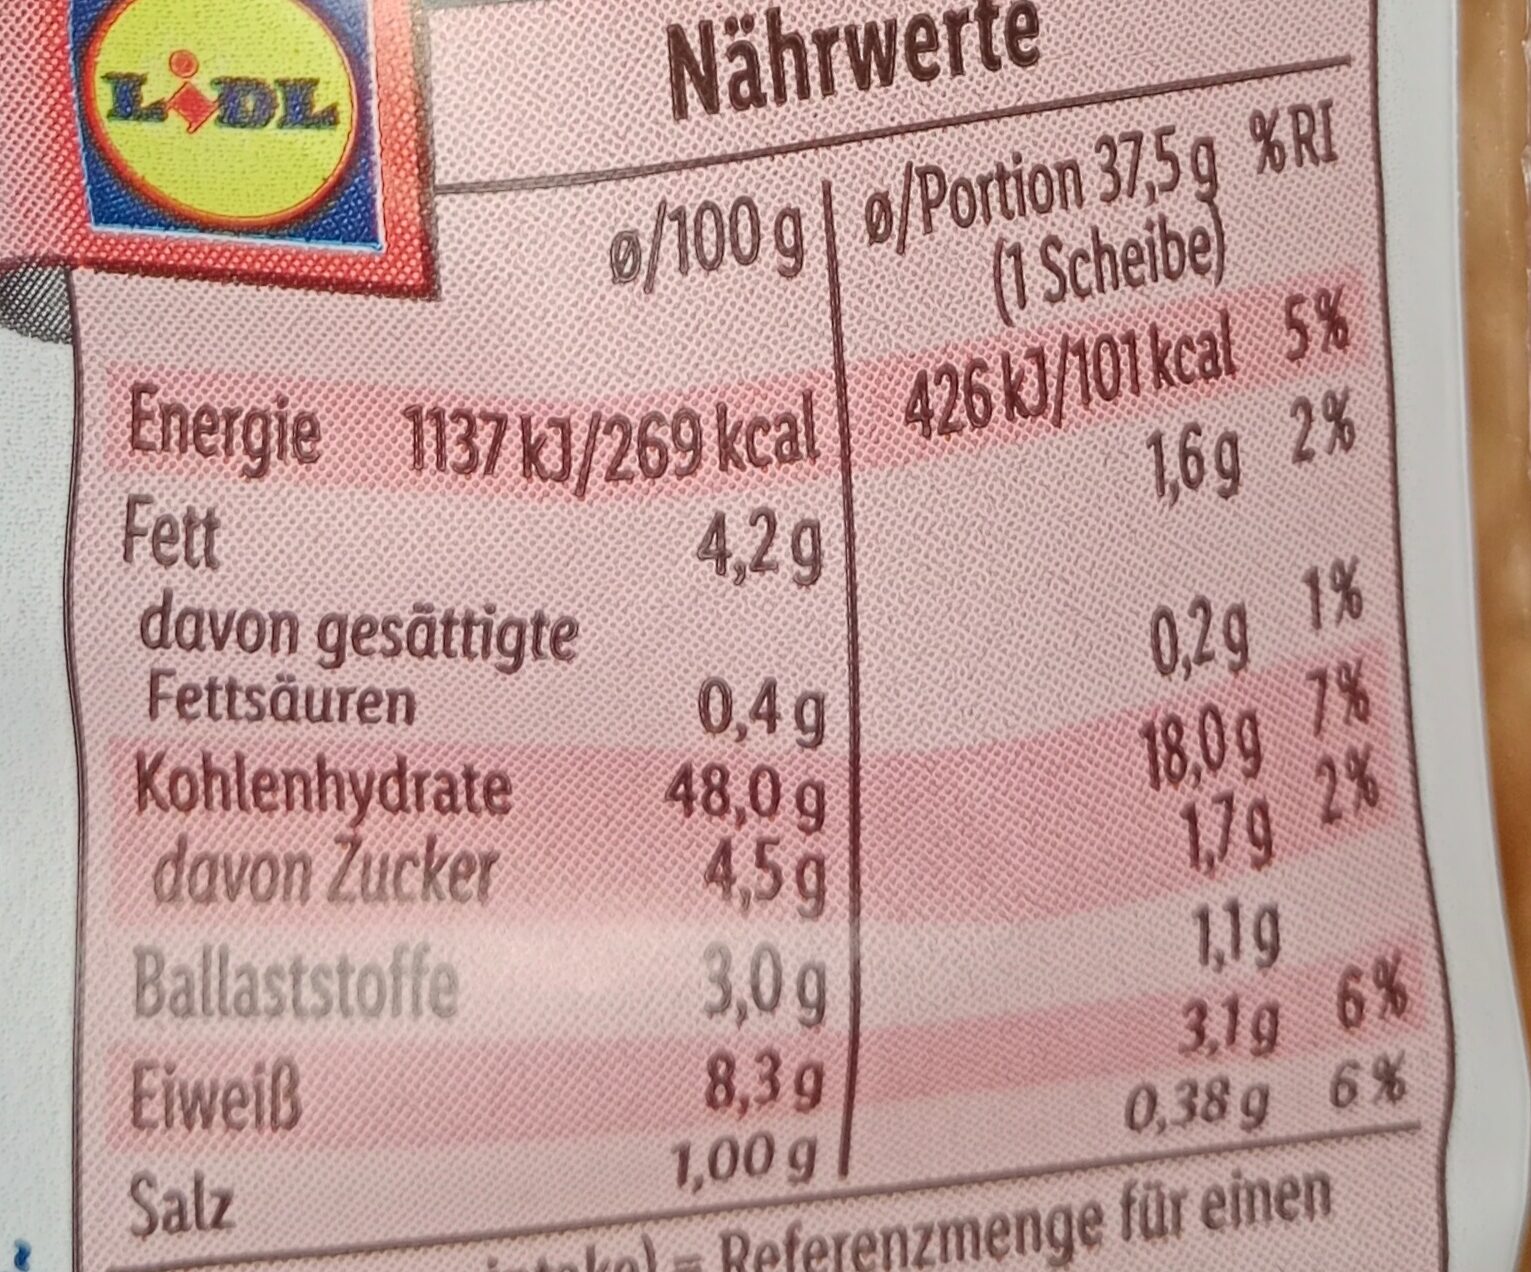 LIDL
Nährwerte
ø/100 g ø/Portion 37,5 g %RI
(1 Scheibe)
Energie 1137 kJ/269 kcal 426 kJ/101 kcal 5%
Fett 4,2 g 1,6 g 2%
davon gesättigte
Fettsäuren 0,4 g 0,2 g 1%
Kohlenhydrate 48,0 g 18,0 g 7%
davon Zucker 4,5 g 1,7 g 2%
Ballaststoffe 3,0 g 1,1 g
Eiweiß 8,3 g 3,1 g 6%
Salz 1,00 g 0,38 g 6%
= Referenzmenge für einen